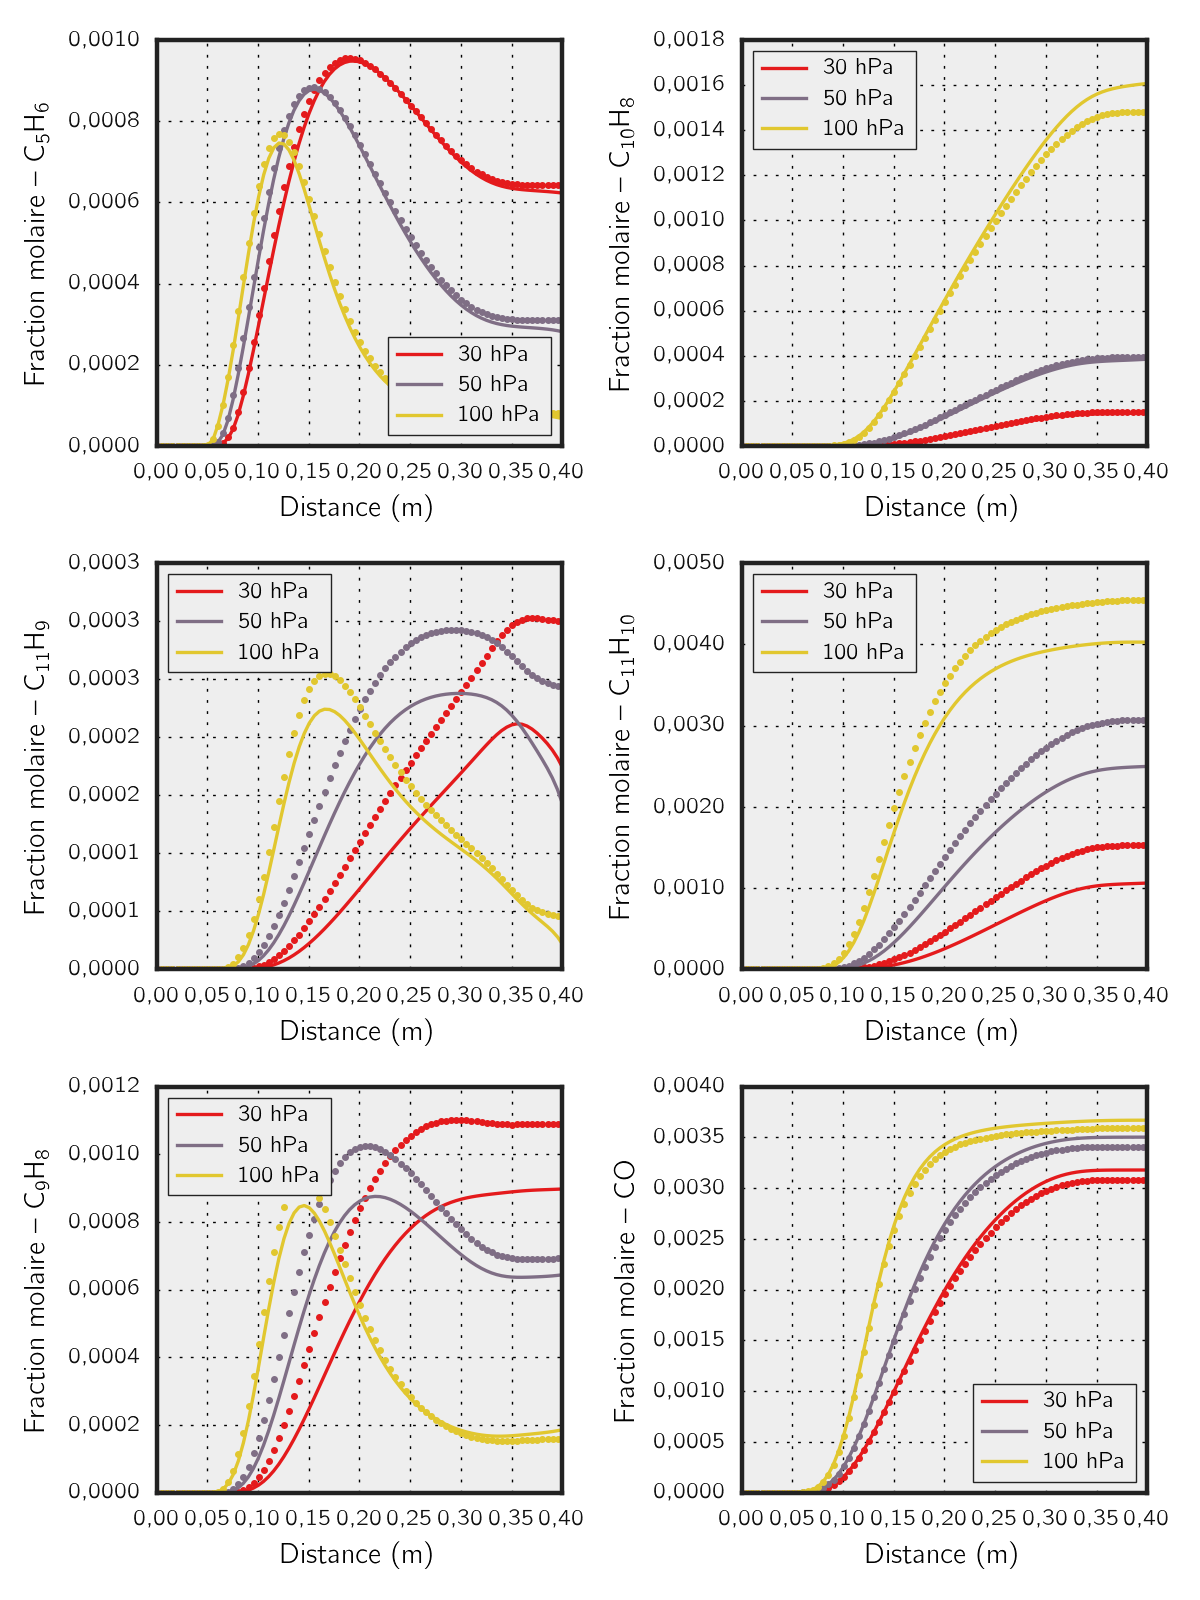 Fraction molaire – C5H6
0,0010
0,0008
0,0006
0,0004
0,0002
0,0000
30 hPa
50 hPa
100 hPa
0,00 0,05 0,10 0,15 0,20 0,25 0,30 0,35 0,40
Distance (m)
Fraction molaire – C10H8
0,0018
0,0016
0,0014
0,0012
0,0010
0,0008
0,0006
0,0004
0,0002
0,0000
30 hPa
50 hPa
100 hPa
0,00 0,05 0,10 0,15 0,20 0,25 0,30 0,35 0,40
Distance (m)
Fraction molaire – C11H9
0,0003
0,0003
0,0003
0,0002
0,0002
0,0001
0,0001
0,0000
30 hPa
50 hPa
100 hPa
0,00 0,05 0,10 0,15 0,20 0,25 0,30 0,35 0,40
Distance (m)
Fraction molaire – C11H10
0,0050
0,0040
0,0030
0,0020
0,0010
0,0000
30 hPa
50 hPa
100 hPa
0,00 0,05 0,10 0,15 0,20 0,25 0,30 0,35 0,40
Distance (m)
Fraction molaire – C9H8
0,0012
0,0010
0,0008
0,0006
0,0004
0,0002
0,0000
30 hPa
50 hPa
100 hPa
0,00 0,05 0,10 0,15 0,20 0,25 0,30 0,35 0,40
Distance (m)
Fraction molaire – CO
0,0040
0,0035
0,0030
0,0025
0,0020
0,0015
0,0010
0,0005
0,0000
30 hPa
50 hPa
100 hPa
0,00 0,05 0,10 0,15 0,20 0,25 0,30 0,35 0,40
Distance (m)